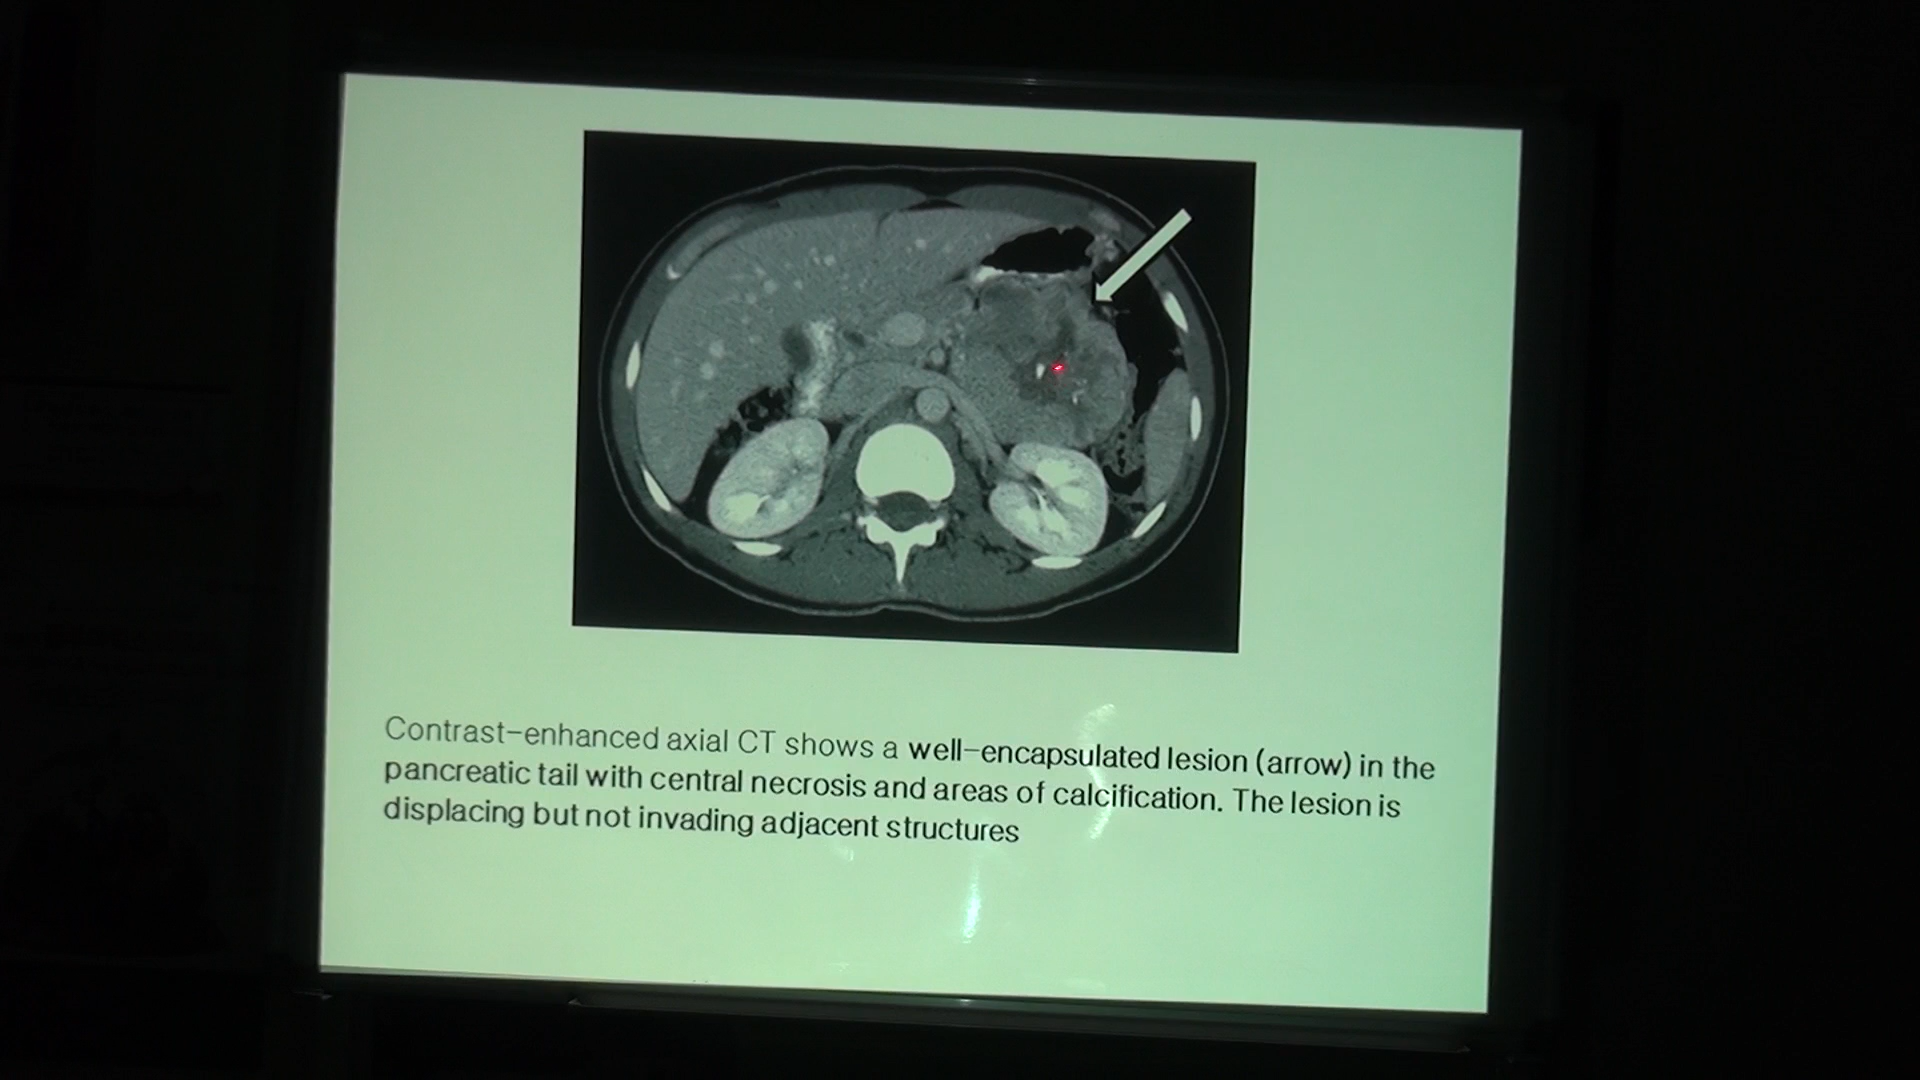 Contrast-enhanced axial CT shows a well-encapsulated lesion (arrow) in the
pancreatic tail with central necrosis and areas of calcification. The lesion is
displacing but not invading adjacent structures